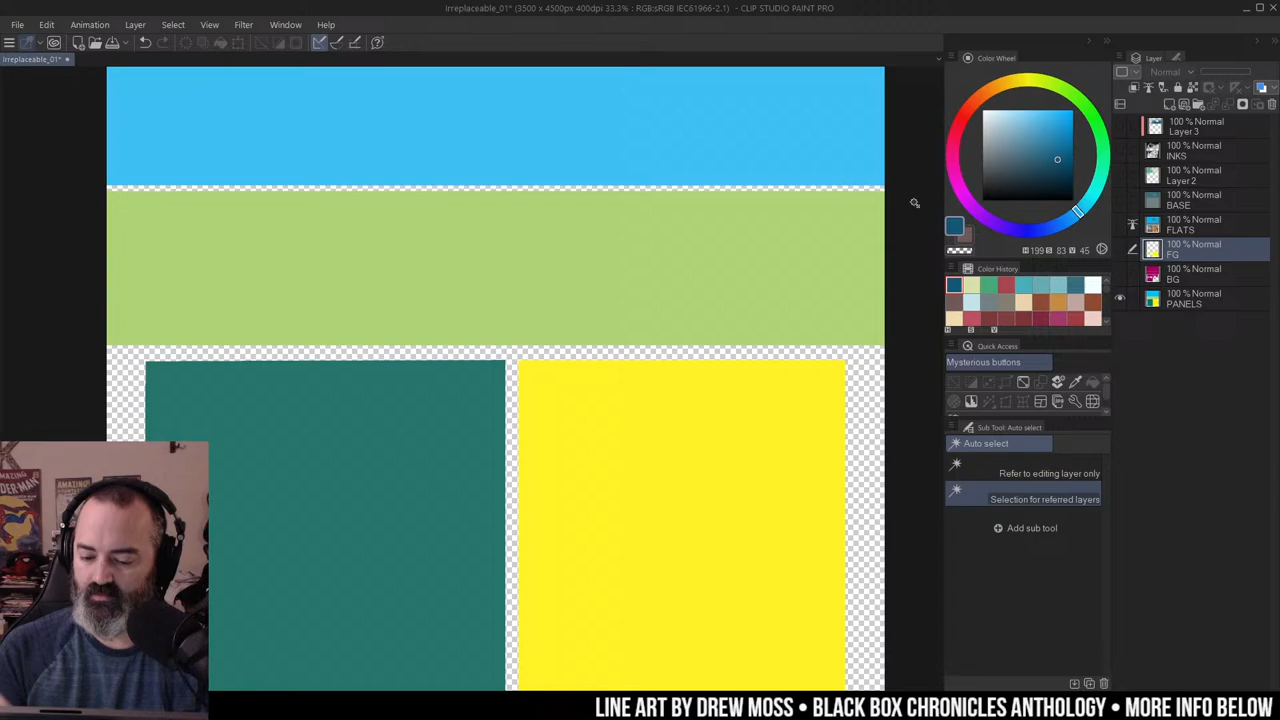 Irreplaceable_01* (3500 x 4500px 400dpi 33.3% : RGB:sRGB IEC61966-2.1) - CLIP STUDIO PAINT PRO
File Edit Animation Layer Select View Filter Window Help
Irreplaceable_01*
Color Wheel
H 199 S 83 V 45
Color History
H S V
Quick Access
Mysterious buttons
Sub Tool: Auto select
Auto select
Refer to editing layer only
Selection for referred layers
Add sub tool
Layer
Normal
100 % Normal
Layer 3
100 % Normal
INKS
100 % Normal
Layer 2
100 % Normal
BASE
100 % Normal
FLATS
100 % Normal
FG
100 % Normal
BG
100 % Normal
PANELS
AMAZING
SPIDER-MAN
AMAZING
LINE ART BY DREW MOSS • BLACK BOX CHRONICLES ANTHOLOGY • MORE INFO BELOW